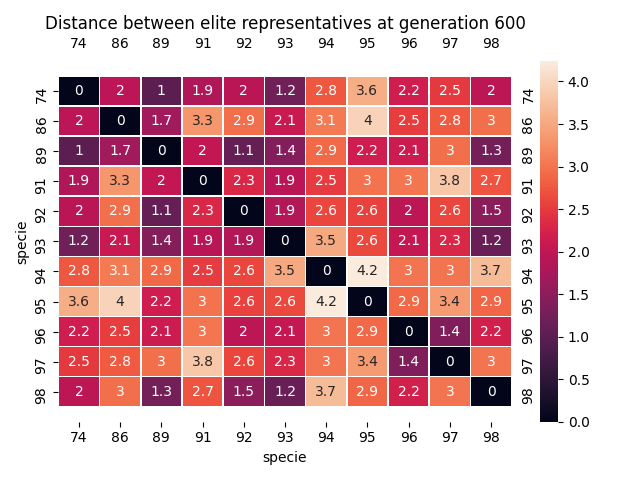 Distance between elite representatives at generation 600
74 86 89 91 92 93 94 95 96 97 98
74 0 2 1 1.9 2 1.2 2.8 3.6 2.2 2.5 2 74
86 2 0 1.7 3.3 2.9 2.1 3.1 4 2.5 2.8 3 86
89 1 1.7 0 2 1.1 1.4 2.9 2.2 2.1 3 1.3 89
91 1.9 3.3 2 0 2.3 1.9 2.5 3 3 3.8 2.7 91
92 2 2.9 1.1 2.3 0 1.9 2.6 2.6 2 2.6 1.5 92
93 1.2 2.1 1.4 1.9 1.9 0 3.5 2.6 2.1 2.3 1.2 93
94 2.8 3.1 2.9 2.5 2.6 3.5 0 4.2 3 3 3.7 94
95 3.6 4 2.2 3 2.6 2.6 4.2 0 2.9 3.4 2.9 95
96 2.2 2.5 2.1 3 2 2.1 3 2.9 0 1.4 2.2 96
97 2.5 2.8 3 3.8 2.6 2.3 3 3.4 1.4 0 3 97
98 2 3 1.3 2.7 1.5 1.2 3.7 2.9 2.2 3 0 98
74 86 89 91 92 93 94 95 96 97 98
specie
specie
4.0
3.5
3.0
2.5
2.0
1.5
1.0
0.5
0.0